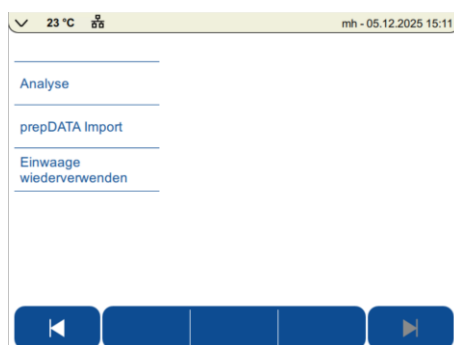 23 °C mh - 05.12.2025 15:11
Analyse
prepDATA Import
Einwaage
wiederverwenden